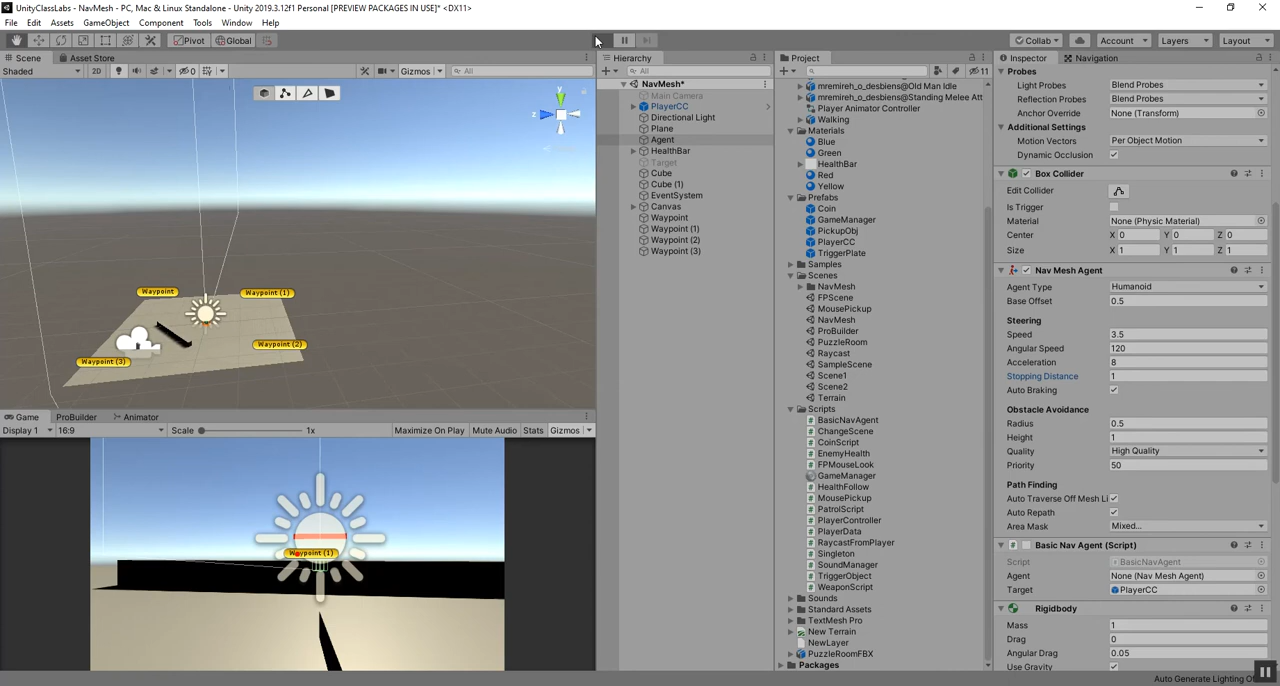 UnityClassLabs - NavMesh - PC, Mac & Linux Standalone - Unity 2019.3.12f1 Personal [PREVIEW PACKAGES IN USE]* <DX11>
File Edit Assets GameObject Component Tools Window Help
Pivot Global Collab Account Layers Layout
Scene Asset Store
Shaded 2D 0 Gizmos All
y
z
Waypoint
Waypoint (1)
Waypoint (2)
Waypoint (3)
Game ProBuilder Animator
Display 1 16:9 Scale 1x Maximize On Play Mute Audio Stats Gizmos
Waypoint (1)
Hierarchy
All
NavMesh*
Main Camera
PlayerCC
Directional Light
Plane
Agent
HealthBar
Target
Cube
Cube (1)
EventSystem
Canvas
Waypoint
Waypoint (1)
Waypoint (2)
Waypoint (3)
Project
11
mremireh_o_desbiens@Old Man Idle
mremireh_o_desbiens@Standing Melee Att
Player Animator Controller
Walking
Materials
Blue
Green
HealthBar
Red
Yellow
Prefabs
Coin
GameManager
PickupObj
PlayerCC
TriggerPlate
Samples
Scenes
NavMesh
FPScene
MousePickup
NavMesh
ProBuilder
PuzzleRoom
Raycast
SampleScene
Scene1
Scene2
Terrain
Scripts
BasicNavAgent
ChangeScene
CoinScript
EnemyHealth
FPMouseLook
GameManager
HealthFollow
MousePickup
PatrolScript
PlayerController
PlayerData
RaycastFromPlayer
Singleton
SoundManager
TriggerObject
WeaponScript
Sounds
Standard Assets
TextMesh Pro
New Terrain
NewLayer
PuzzleRoomFBX
Packages
Inspector Navigation
Probes
Light Probes Blend Probes
Reflection Probes Blend Probes
Anchor Override None (Transform)
Additional Settings
Motion Vectors Per Object Motion
Dynamic Occlusion
Box Collider
Edit Collider
Is Trigger
Material None (Physic Material)
Center X 0 Y 0 Z 0
Size X 1 Y 1 Z 1
Nav Mesh Agent
Agent Type Humanoid
Base Offset 0.5
Steering
Speed 3.5
Angular Speed 120
Acceleration 8
Stopping Distance 1
Auto Braking
Obstacle Avoidance
Radius 0.5
Height 1
Quality High Quality
Priority 50
Path Finding
Auto Traverse Off Mesh Li
Auto Repath
Area Mask Mixed...
Basic Nav Agent (Script)
Script BasicNavAgent
Agent None (Nav Mesh Agent)
Target PlayerCC
Rigidbody
Mass 1
Drag 0
Angular Drag 0.05
Use Gravity
Auto Generate Lighting O